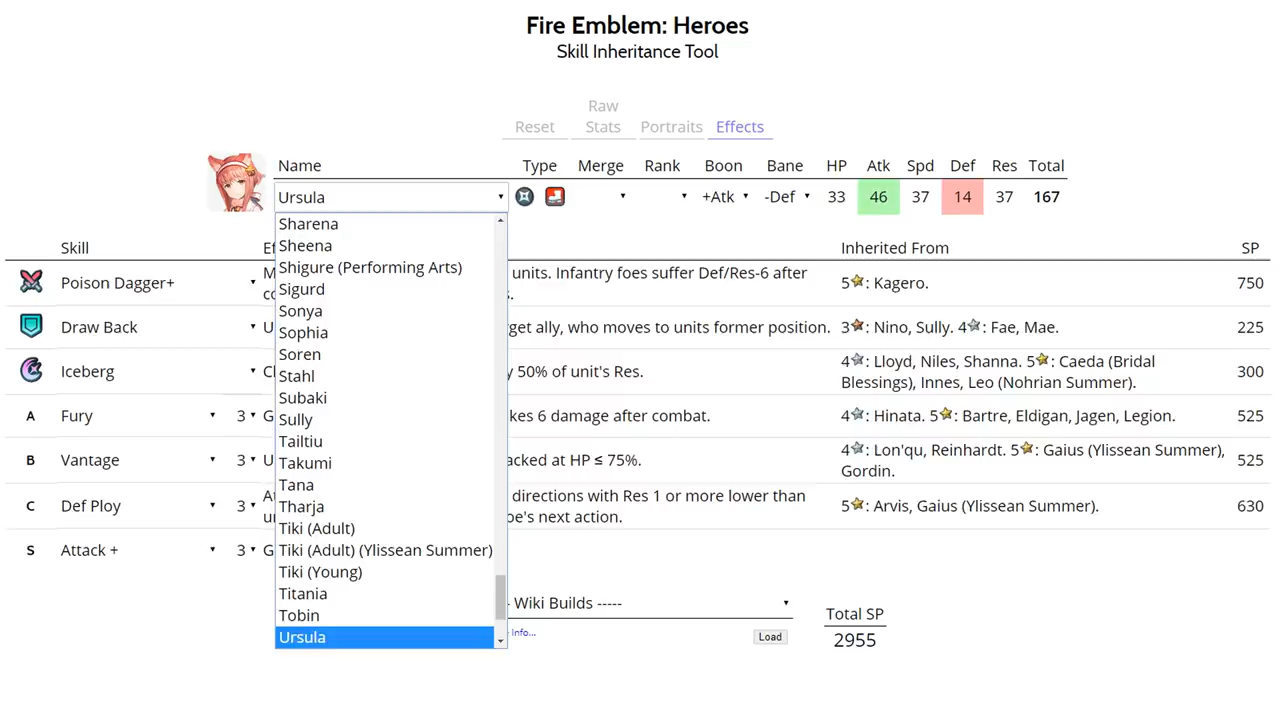 Fire Emblem: Heroes
Skill Inheritance Tool
Reset
Raw
Stats
Portraits
Effects
Name Type Merge Rank Boon Bane HP Atk Spd Def Res Total
Ursula +Atk -Def 33 46 37 14 37 167
Sharena
Sheena
Shigure (Performing Arts)
Sigurd
Sonya
Sophia
Soren
Stahl
Subaki
Sully
Tailtiu
Takumi
Tana
Tharja
Tiki (Adult)
Tiki (Adult) (Ylissean Summer)
Tiki (Young)
Titania
Tobin
Ursula
Skill Inherited From SP
Poison Dagger+ units. Infantry foes suffer Def/Res-6 after 5: Kagero. 750
Draw Back get ally, who moves to units former position. 3: Nino, Sully. 4: Fae, Mae. 225
Iceberg 50% of unit's Res. 4: Lloyd, Niles, Shanna. 5: Caeda (Bridal
Blessings), Innes, Leo (Nohrian Summer). 300
A Fury 3 kes 6 damage after combat. 4: Hinata. 5: Bartre, Eldigan, Jagen, Legion. 525
B Vantage 3 acked at HP ≤ 75%. 4: Lon'qu, Reinhardt. 5: Gaius (Ylissean Summer),
Gordin. 525
C Def Ploy 3 directions with Res 1 or more lower than
be's next action. 5: Arvis, Gaius (Ylissean Summer). 630
S Attack + 3
- Wiki Builds -----
Info...
Load
Total SP
2955